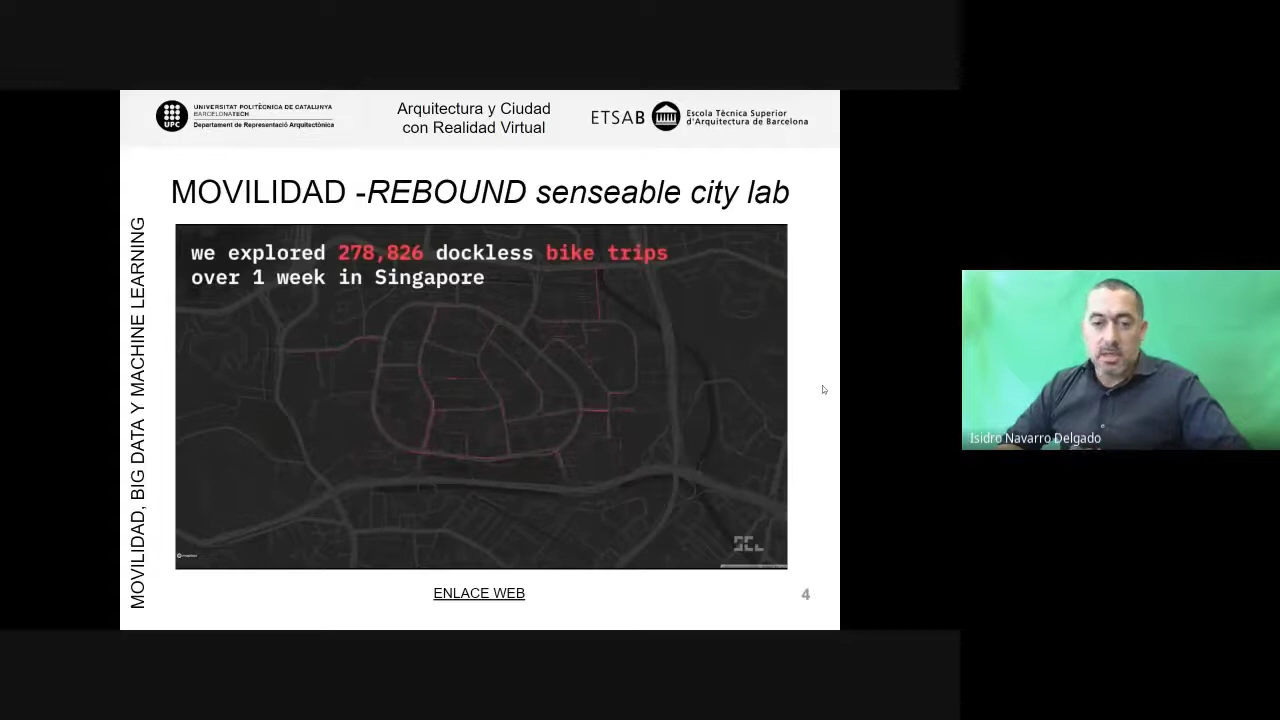 UNIVERSITAT POLITÈCNICA DE CATALUNYA
BARCELONATECH
Departament de Representació Arquitectònica
UPC
Arquitectura y Ciudad
con Realidad Virtual
ETSAB
Escola Tècnica Superior
d'Arquitectura de Barcelona
MOVILIDAD -REBOUND senseable city lab
MOVILIDAD, BIG DATA Y MACHINE LEARNING
we explored 278,826 dockless bike trips
over 1 week in Singapore
SCL
ENLACE WEB
4
Isidro Navarro Delgado